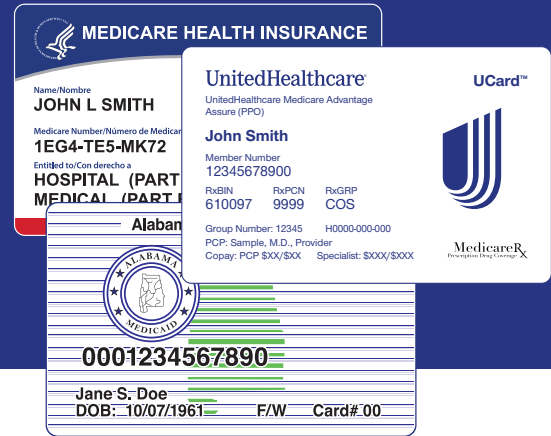 MEDICARE HEALTH INSURANCE
Name/Nombre
JOHN L SMITH
Medicare Number/Número de Medicar
1EG4-TE5-MK72
Entitled to/Con derecho a
HOSPITAL (PART
MEDICAL (PART
UnitedHealthcare®
UCard™
UnitedHealthcare Medicare Advantage
Assure (PPO)
John Smith
Member Number
12345678900
RxBIN RxPCN RxGRP
610097 9999 COS
Group Number: 12345 H0000-000-000
PCP: Sample, M.D., Provider
Copay: PCP $XX/$XX Specialist: $XXX/$XXX
MedicareRx
Prescription Drug Coverage
Alabam
ALABAMA
MEDICAID
0001234567890
Jane S. Doe
DOB: 10/07/1961 F/W Card# 00